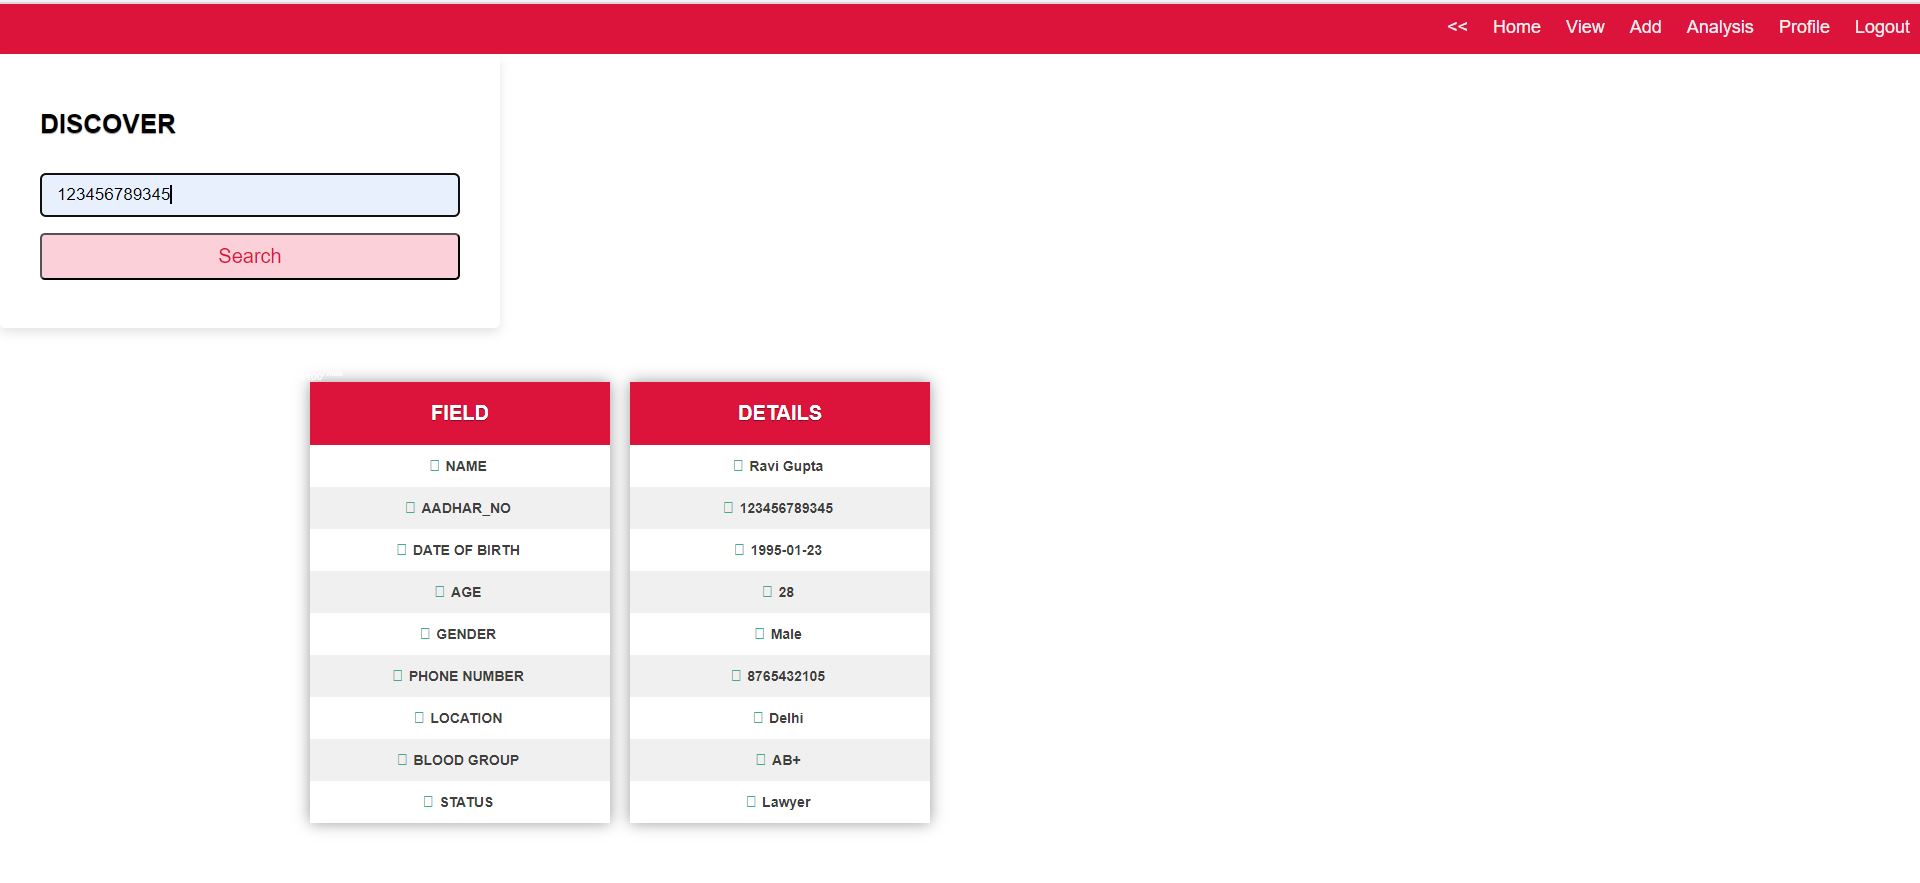 << Home View Add Analysis Profile Logout
DISCOVER
123456789345
Search
FIELD DETAILS
NAME Ravi Gupta
AADHAR_NO 123456789345
DATE OF BIRTH 1995-01-23
AGE 28
GENDER Male
PHONE NUMBER 8765432105
LOCATION Delhi
BLOOD GROUP AB+
STATUS Lawyer